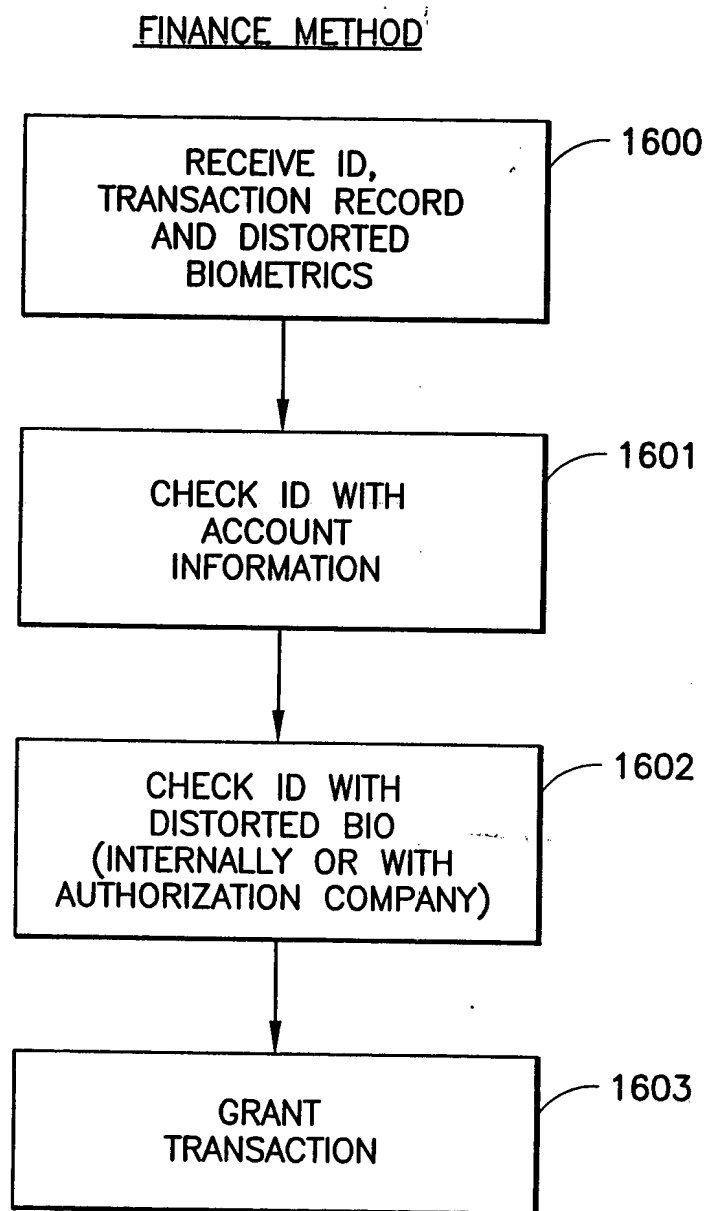 FINANCE METHOD
RECEIVE ID,
TRANSACTION RECORD
AND DISTORTED
BIOMETRICS
1600
CHECK ID WITH
ACCOUNT
INFORMATION
1601
CHECK ID WITH
DISTORTED BIO
(INTERNALLY OR WITH
AUTHORIZATION COMPANY)
1602
GRANT
TRANSACTION
1603